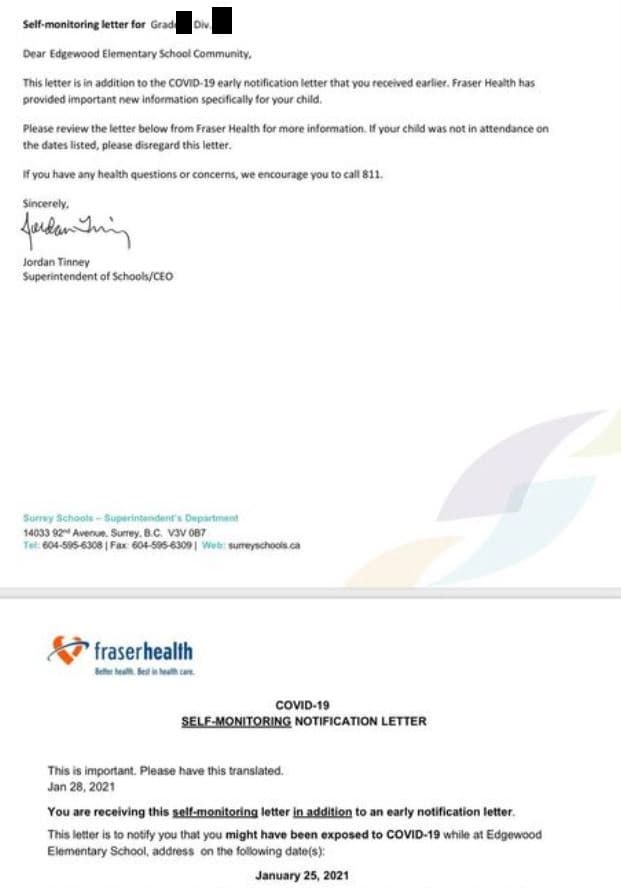 Self-monitoring letter for Grade Div.
Dear Edgewood Elementary School Community,
This letter is in addition to the COVID-19 early notification letter that you received earlier. Fraser Health has
provided important new information specifically for your child.
Please review the letter below from Fraser Health for more information. If your child was not in attendance on
the dates listed, please disregard this letter.
If you have any health questions or concerns, we encourage you to call 811.
Sincerely,
Jordan Tinney
Superintendent of Schools/CEO
Surrey Schools – Superintendent's Department
14033 92nd Avenue, Surrey, B.C. V3V 0B7
Tel: 604-595-6308 | Fax: 604-595-6309 | Web: surreyschools.ca
fraserhealth
Better health. Best in health care.
COVID-19
SELF-MONITORING NOTIFICATION LETTER
This is important. Please have this translated.
Jan 28, 2021
You are receiving this self-monitoring letter in addition to an early notification letter.
This letter is to notify you that you might have been exposed to COVID-19 while at Edgewood
Elementary School, address on the following date(s):
January 25, 2021